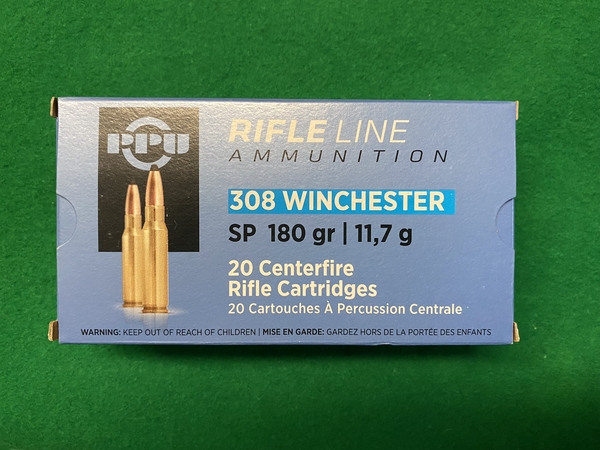 PPU
RIFLE LINE
AMMUNITION
308 WINCHESTER
SP 180 gr | 11,7 g
20 Centerfire
Rifle Cartridges
20 Cartouches À Percussion Centrale
WARNING: KEEP OUT OF REACH OF CHILDREN | MISE EN GARDE: GARDEZ HORS DE LA PORTÉE DES ENFANTS